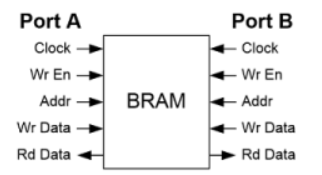 Port A Port B
Clock Clock
Wr En Wr En
Addr BRAM Addr
Wr Data Wr Data
Rd Data Rd Data